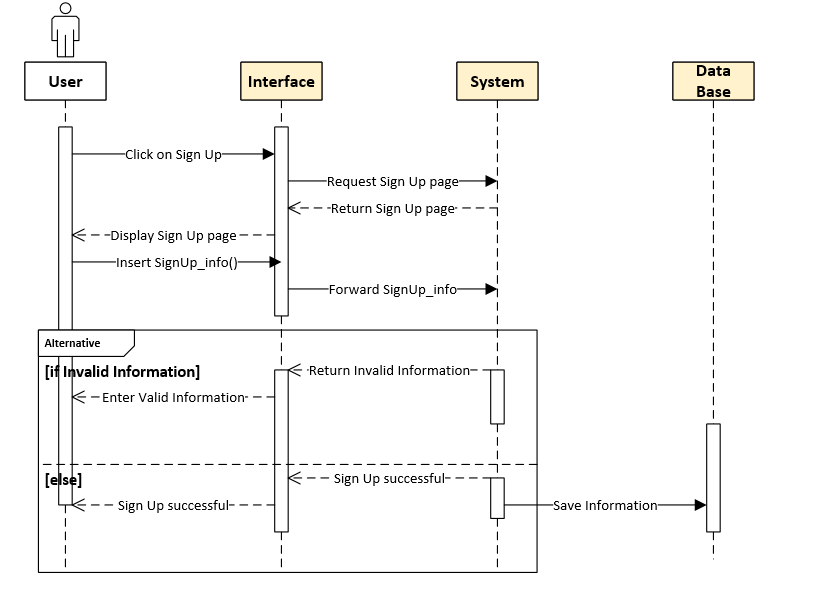 User
Interface
System
Data
Base
Click on Sign Up
Request Sign Up page
Return Sign Up page
Display Sign Up page
Insert SignUp_info()
Forward SignUp_info
Alternative
[if Invalid Information]
Return Invalid Information
Enter Valid Information
[else]
Sign Up successful
Sign Up successful
Save Information